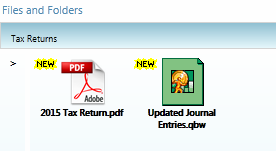 Files and Folders
Tax Returns
>
NEW
NEW
PDF
Adobe
2015 Tax Return.pdf
Updated Journal
Entries.qbw